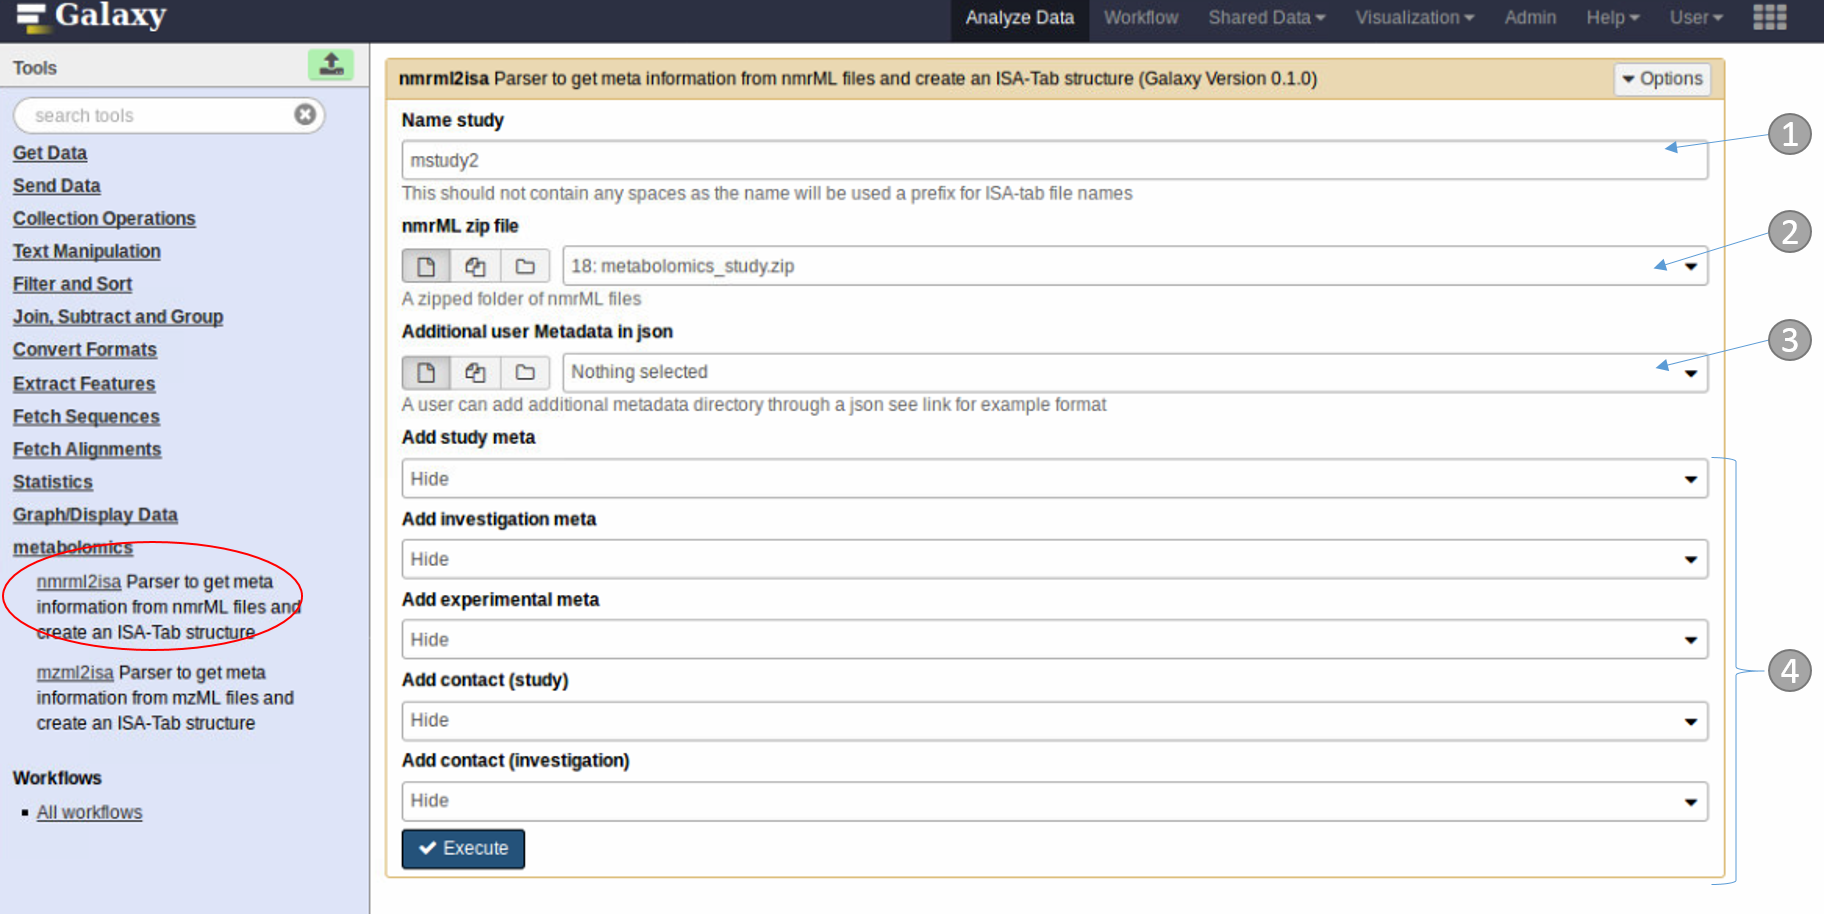 Galaxy
Analyze Data Workflow Shared Data Visualization Admin Help User
Tools
search tools
Get Data
Send Data
Collection Operations
Text Manipulation
Filter and Sort
Join, Subtract and Group
Convert Formats
Extract Features
Fetch Sequences
Fetch Alignments
Statistics
Graph/Display Data
metabolomics
nmrml2isa Parser to get meta
information from nmrML files and
create an ISA-Tab structure
mzml2isa Parser to get meta
information from mzML files and
create an ISA-Tab structure
Workflows
All workflows
nmrml2isa Parser to get meta information from nmrML files and create an ISA-Tab structure (Galaxy Version 0.1.0)
Options
Name study
mstudy2
This should not contain any spaces as the name will be used a prefix for ISA-tab file names
nmrML zip file
18: metabolomics_study.zip
A zipped folder of nmrML files
Additional user Metadata in json
Nothing selected
A user can add additional metadata directory through a json see link for example format
Add study meta
Hide
Add investigation meta
Hide
Add experimental meta
Hide
Add contact (study)
Hide
Add contact (investigation)
Hide
Execute
1
2
3
4